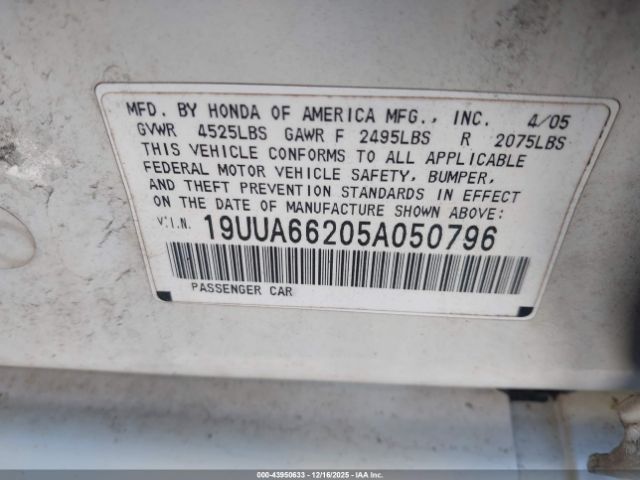 MFD. BY HONDA OF AMERICA MFG., INC. 4/05
GVWR 4525LBS GAWR F 2495LBS R 2075LBS
THIS VEHICLE CONFORMS TO ALL APPLICABLE
FEDERAL MOTOR VEHICLE SAFETY, BUMPER,
AND THEFT PREVENTION STANDARDS IN EFFECT
ON THE DATE OF MANUFACTURE SHOWN ABOVE:
V.I.N. 19UUA66205A050796
PASSENGER CAR
000-43950633 - 12/16/2025 - IAA Inc.